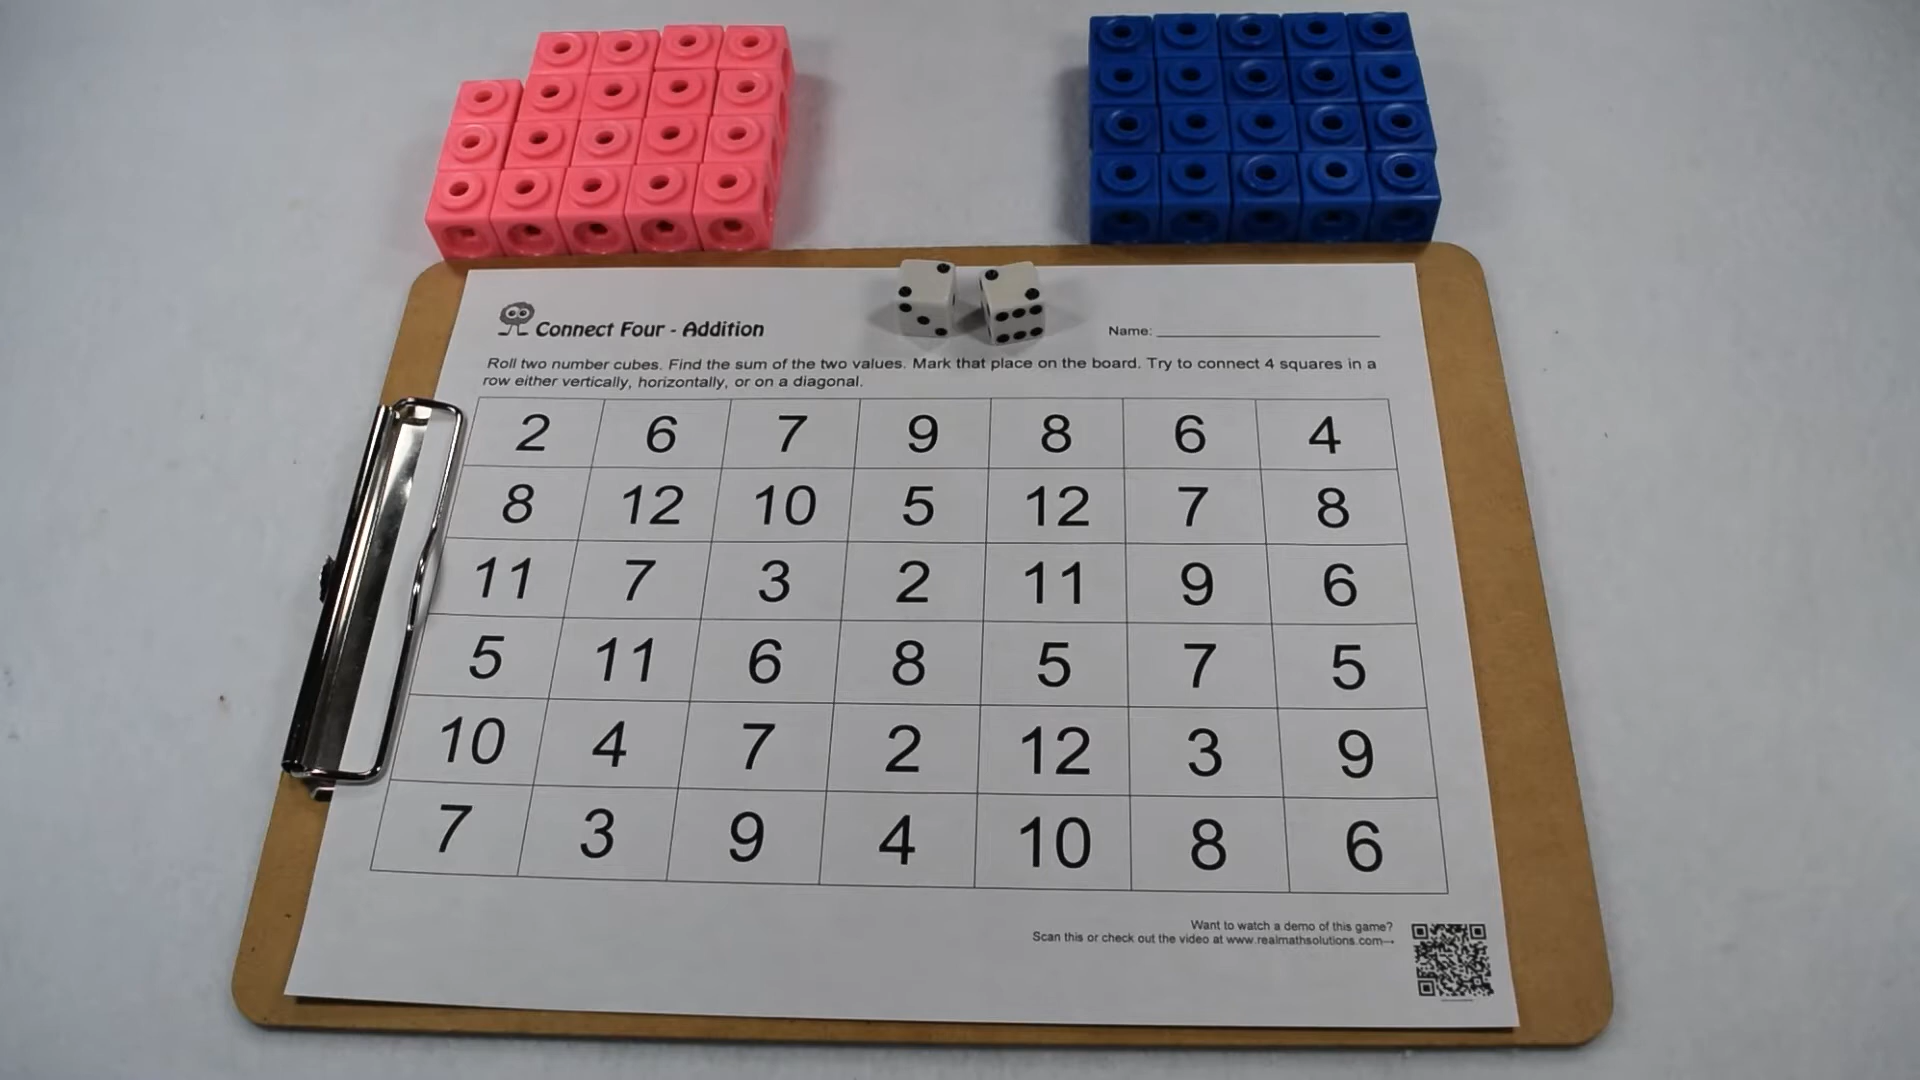 Connect Four - Addition
Name:
Roll two number cubes. Find the sum of the two values. Mark that place on the board. Try to connect 4 squares in a
row either vertically, horizontally, or on a diagonal.
2 6 7 9 8 6 4
8 12 10 5 12 7 8
11 7 3 2 11 9 6
5 11 6 8 5 7 5
10 4 7 2 12 3 9
7 3 9 4 10 8 6
Want to watch a demo of this game?
Scan this or check out the video at www.realmathsolutions.com→